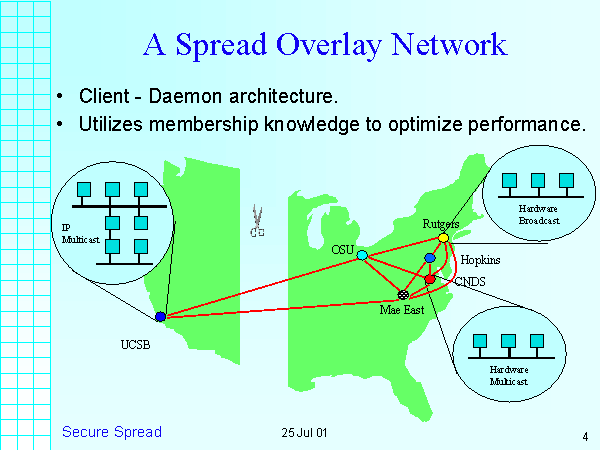 A Spread Overlay Network
• Client - Daemon architecture.
• Utilizes membership knowledge to optimize performance.
IP
Multicast
Hardware
Broadcast
Rutgers
OSU
Hopkins
CNDS
Mae East
UCSB
Hardware
Multicast
Secure Spread
25 Jul 01
4